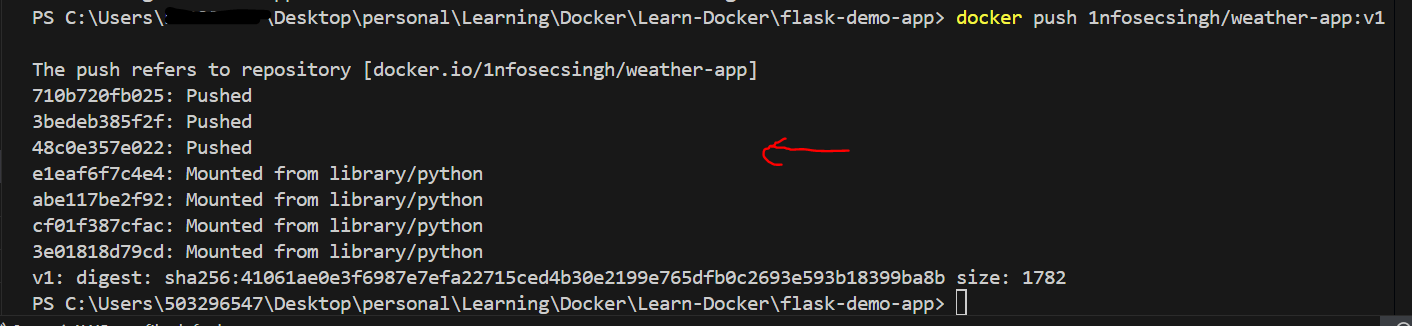 PS C:\Users\ \Desktop\personal\Learning\Docker\Learn-Docker\flask-demo-app> docker push 1nfosecsingh/weather-app:v1
The push refers to repository [docker.io/1nfosecsingh/weather-app]
710b720fb025: Pushed
3bedeb385f2f: Pushed
48c0e357e022: Pushed
e1eaf6f7c4e4: Mounted from library/python
abe117be2f92: Mounted from library/python
cf01f387cfac: Mounted from library/python
3e01818d79cd: Mounted from library/python
v1: digest: sha256:41061ae0e3f6987e7efa22715ced4b30e2199e765dfb0c2693e593b18399ba8b size: 1782
PS C:\Users\503296547\Desktop\personal\Learning\Docker\Learn-Docker\flask-demo-app>